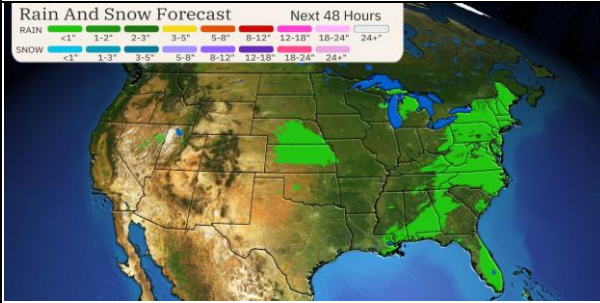 Rain And Snow Forecast Next 48 Hours
RAIN
<1" 1-2" 2-3" 3-5" 5-8" 8-12" 12-18" 18-24" 24+"
SNOW
<1" 1-3" 3-5" 5-8" 8-12" 12-18" 18-24" 24+"